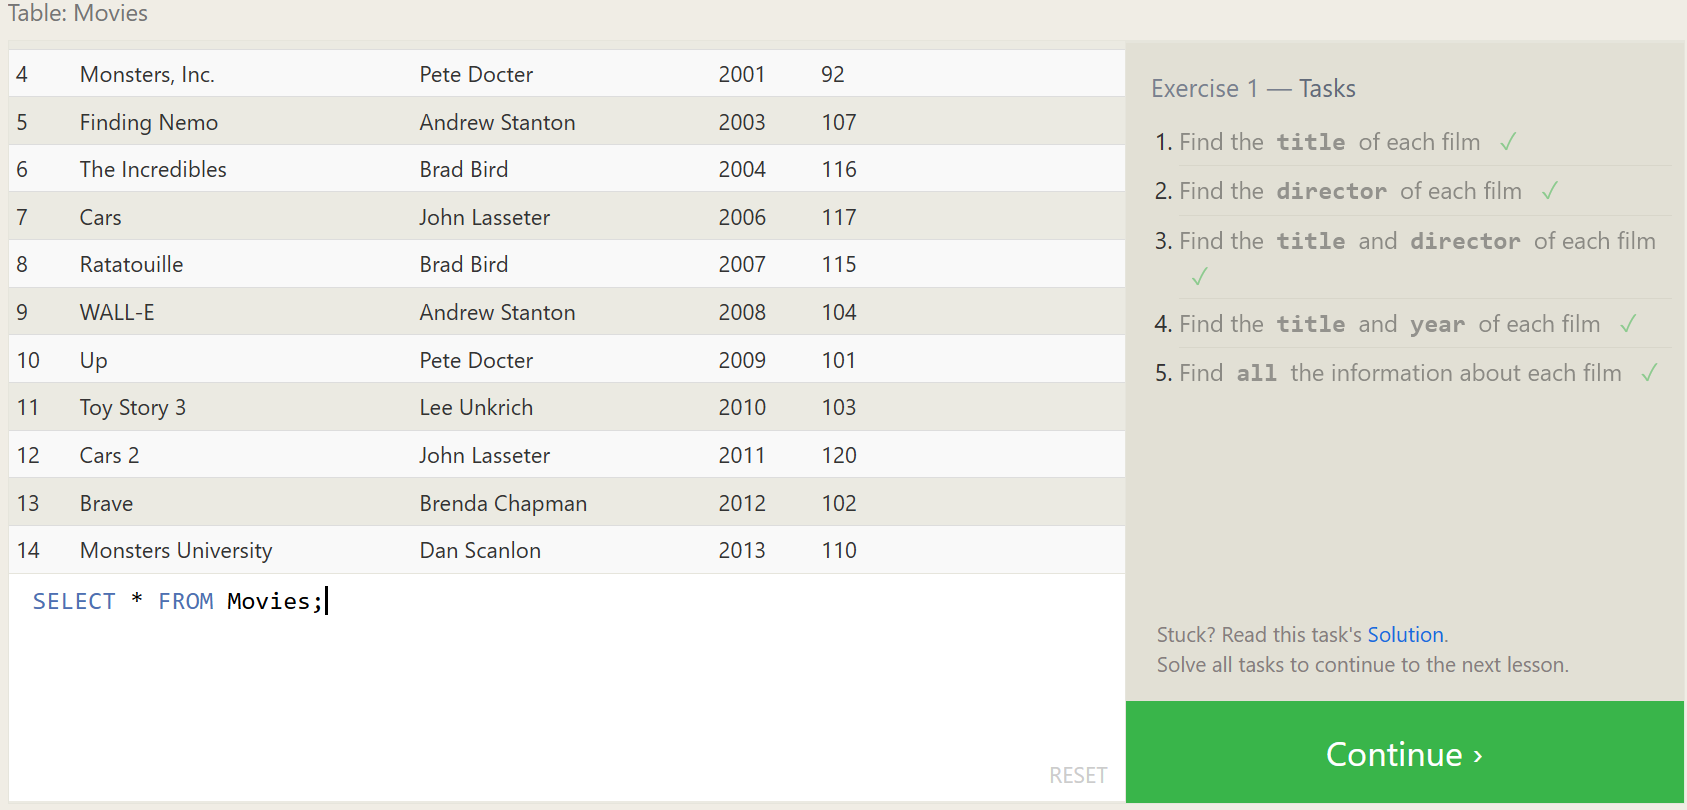 Table: Movies
4 Monsters, Inc. Pete Docter 2001 92
5 Finding Nemo Andrew Stanton 2003 107
6 The Incredibles Brad Bird 2004 116
7 Cars John Lasseter 2006 117
8 Ratatouille Brad Bird 2007 115
9 WALL-E Andrew Stanton 2008 104
10 Up Pete Docter 2009 101
11 Toy Story 3 Lee Unkrich 2010 103
12 Cars 2 John Lasseter 2011 120
13 Brave Brenda Chapman 2012 102
14 Monsters University Dan Scanlon 2013 110
SELECT * FROM Movies;
RESET
Exercise 1 — Tasks
1. Find the title of each film ✓
2. Find the director of each film ✓
3. Find the title and director of each film
✓
4. Find the title and year of each film ✓
5. Find all the information about each film ✓
Stuck? Read this task's Solution.
Solve all tasks to continue to the next lesson.
Continue ›